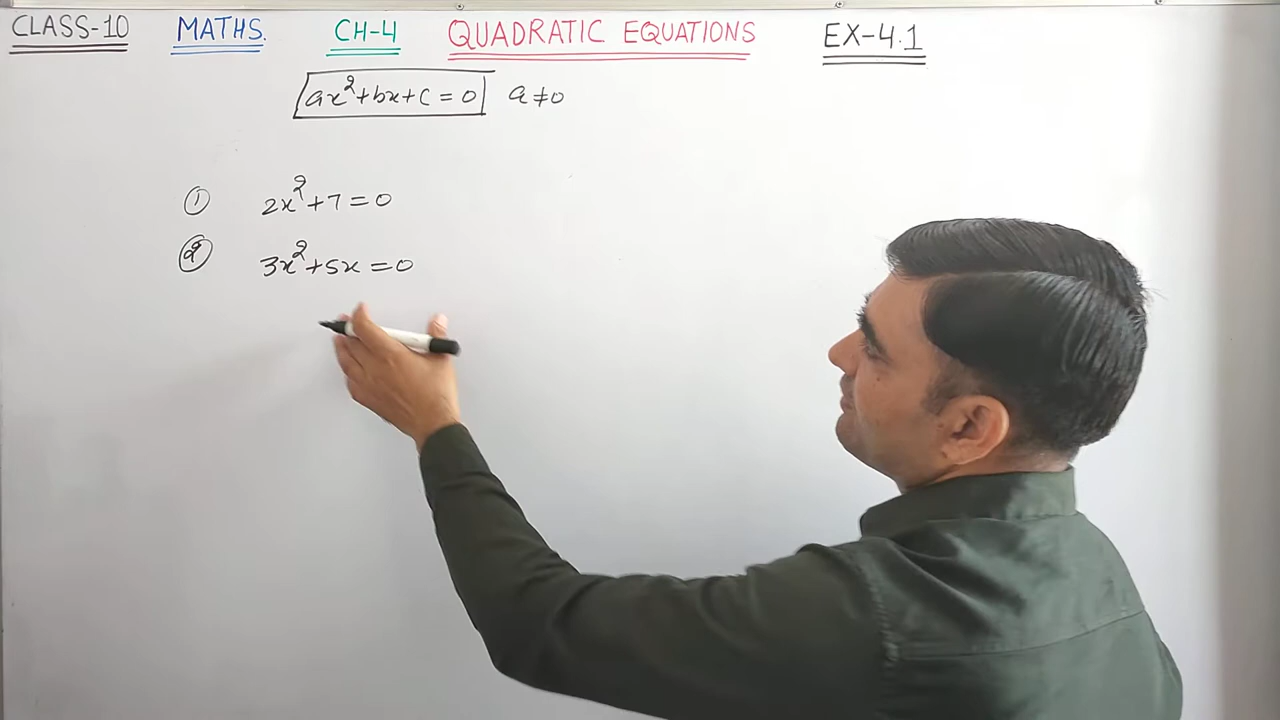 CLASS-10 MATHS. CH-4 QUADRATIC EQUATIONS EX-4.1
ax²+bx+c=0 a≠0
① 2x²+7=0
② 3x²+5x=0